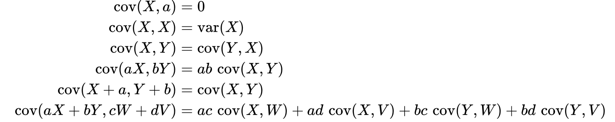 cov(X, a) = 0
cov(X, X) = var(X)
cov(X, Y) = cov(Y, X)
cov(aX, bY) = ab cov(X, Y)
cov(X + a, Y + b) = cov(X, Y)
cov(aX + bY, cW + dV) = ac cov(X, W) + ad cov(X, V) + bc cov(Y, W) + bd cov(Y, V)